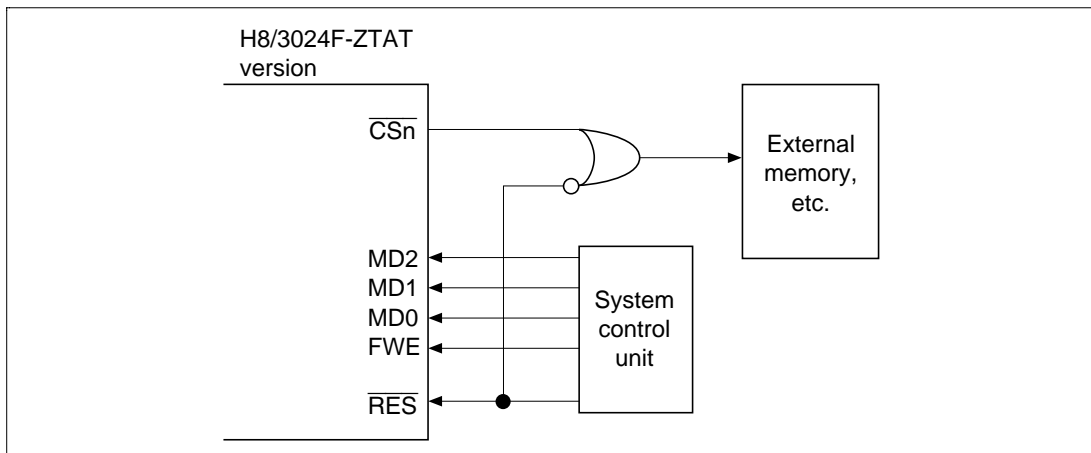 H8/3024F-ZTAT
version
CSn
External
memory,
etc.
MD2
MD1
MD0
FWE
RES
System
control
unit